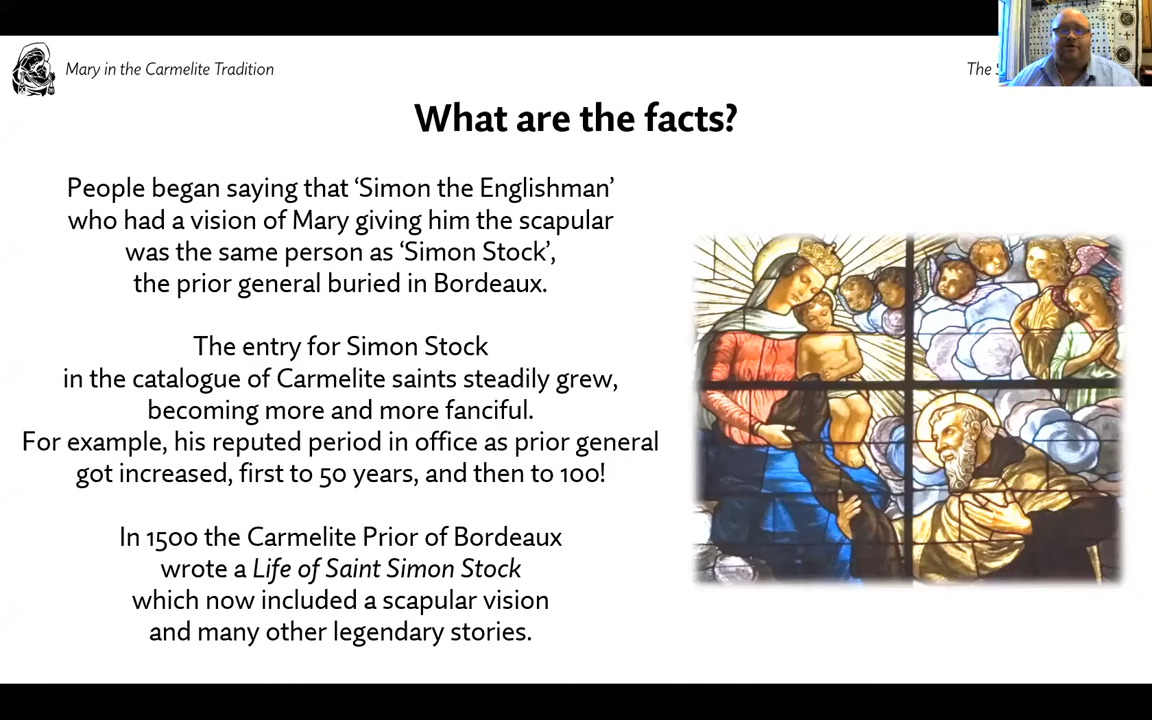 Mary in the Carmelite Tradition
The
What are the facts?
People began saying that ‘Simon the Englishman’
who had a vision of Mary giving him the scapular
was the same person as ‘Simon Stock’,
the prior general buried in Bordeaux.
The entry for Simon Stock
in the catalogue of Carmelite saints steadily grew,
becoming more and more fanciful.
For example, his reputed period in office as prior general
got increased, first to 50 years, and then to 100!
In 1500 the Carmelite Prior of Bordeaux
wrote a Life of Saint Simon Stock
which now included a scapular vision
and many other legendary stories.